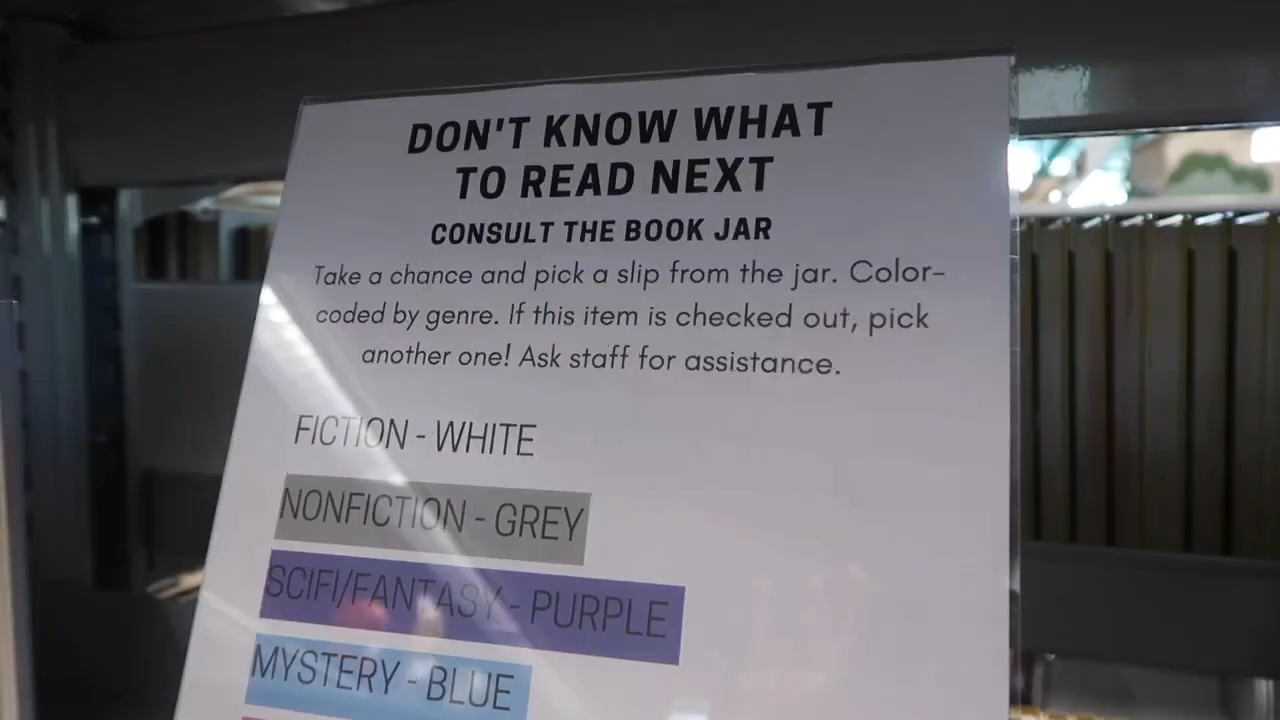 DON'T KNOW WHAT
TO READ NEXT
CONSULT THE BOOK JAR
Take a chance and pick a slip from the jar. Color-
coded by genre. If this item is checked out, pick
another one! Ask staff for assistance.
FICTION - WHITE
NONFICTION - GREY
SCIFI/FANTASY - PURPLE
MYSTERY - BLUE